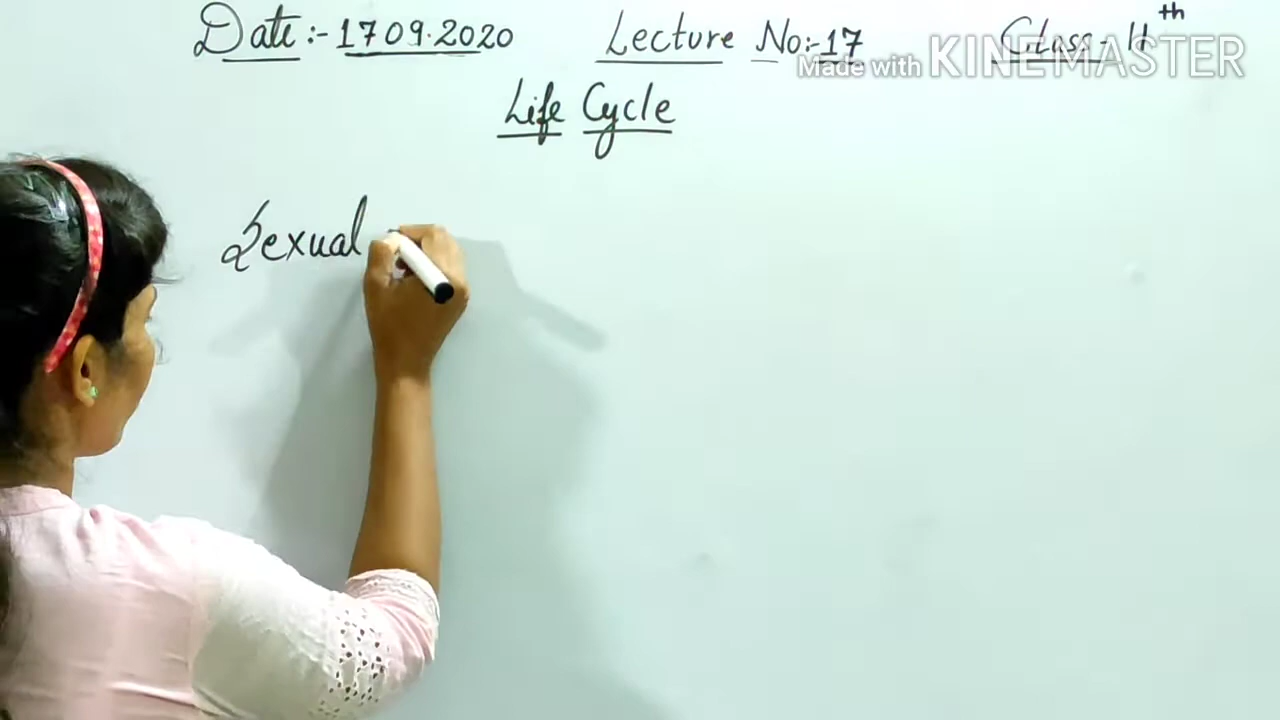 Date:- 17 09.2020 Lecture No:-17 Class- 11th
Made with KINEMASTER
Life Cycle
Sexual